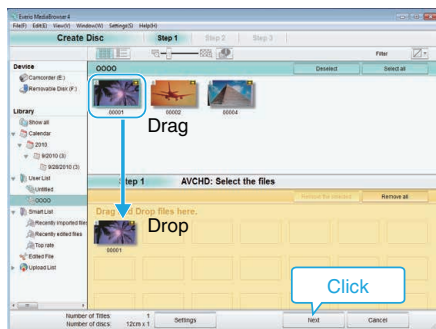 Everio MediaBrowser 4
File(F) Edit(E) View(V) Window(W) Settings(S) Help(H)
Create Disc Step 1 Step 2 Step 3
Filter
Device
Camcorder (E:)
Removable Disk (F:)
Library
Show all
Calendar
2010
9/2010 (3)
9/28/2010 (3)
User List
Untitled
OOOO
Smart List
Recently imported files
Recently edited files
Top rate
Edited File
Upload List
OOOO Deselect Select all
00001 00002 00004
Drag
Step 1 AVCHD: Select the files
Remove the selected Remove all
Drag and Drop files here.
Drop
00001
Click
Number of Titles: 1
Number of discs: 12cm x 1
Settings Next Cancel